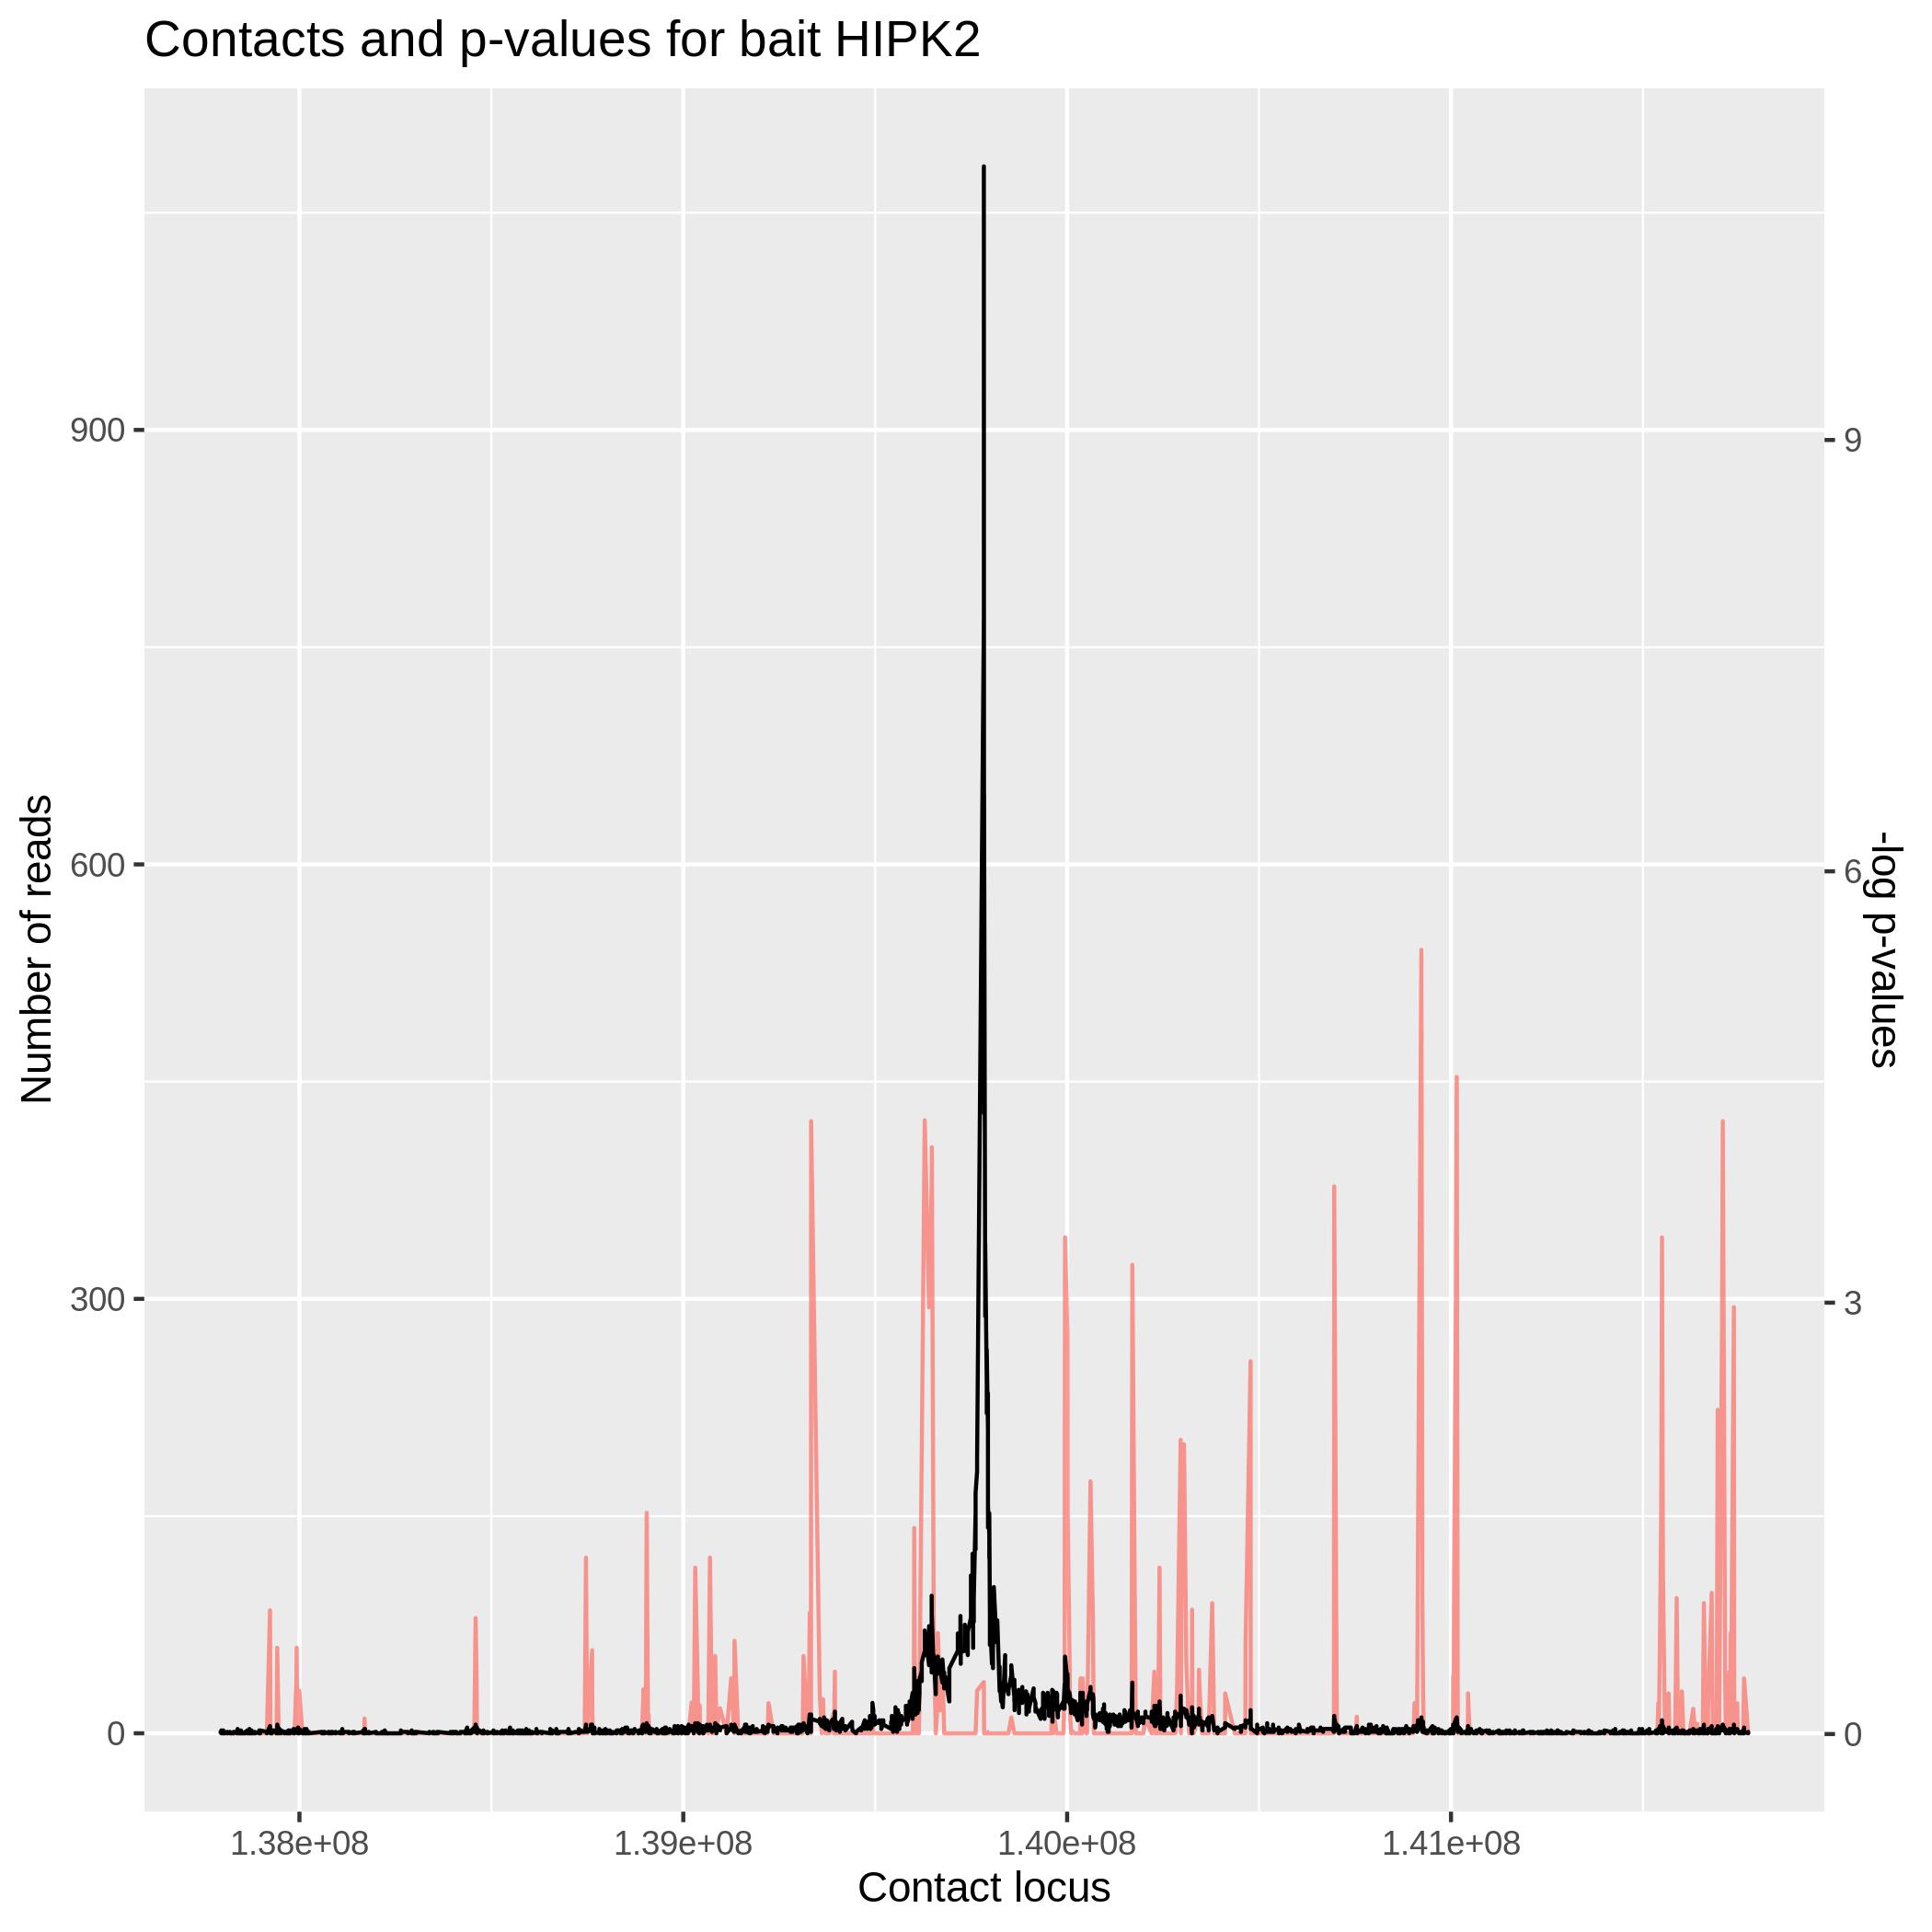 Contacts and p-values for bait HIPK2
Number of reads
900
600
300
0
9
6
3
0
-log p-values
1.38e+08
1.39e+08
1.40e+08
1.41e+08
Contact locus